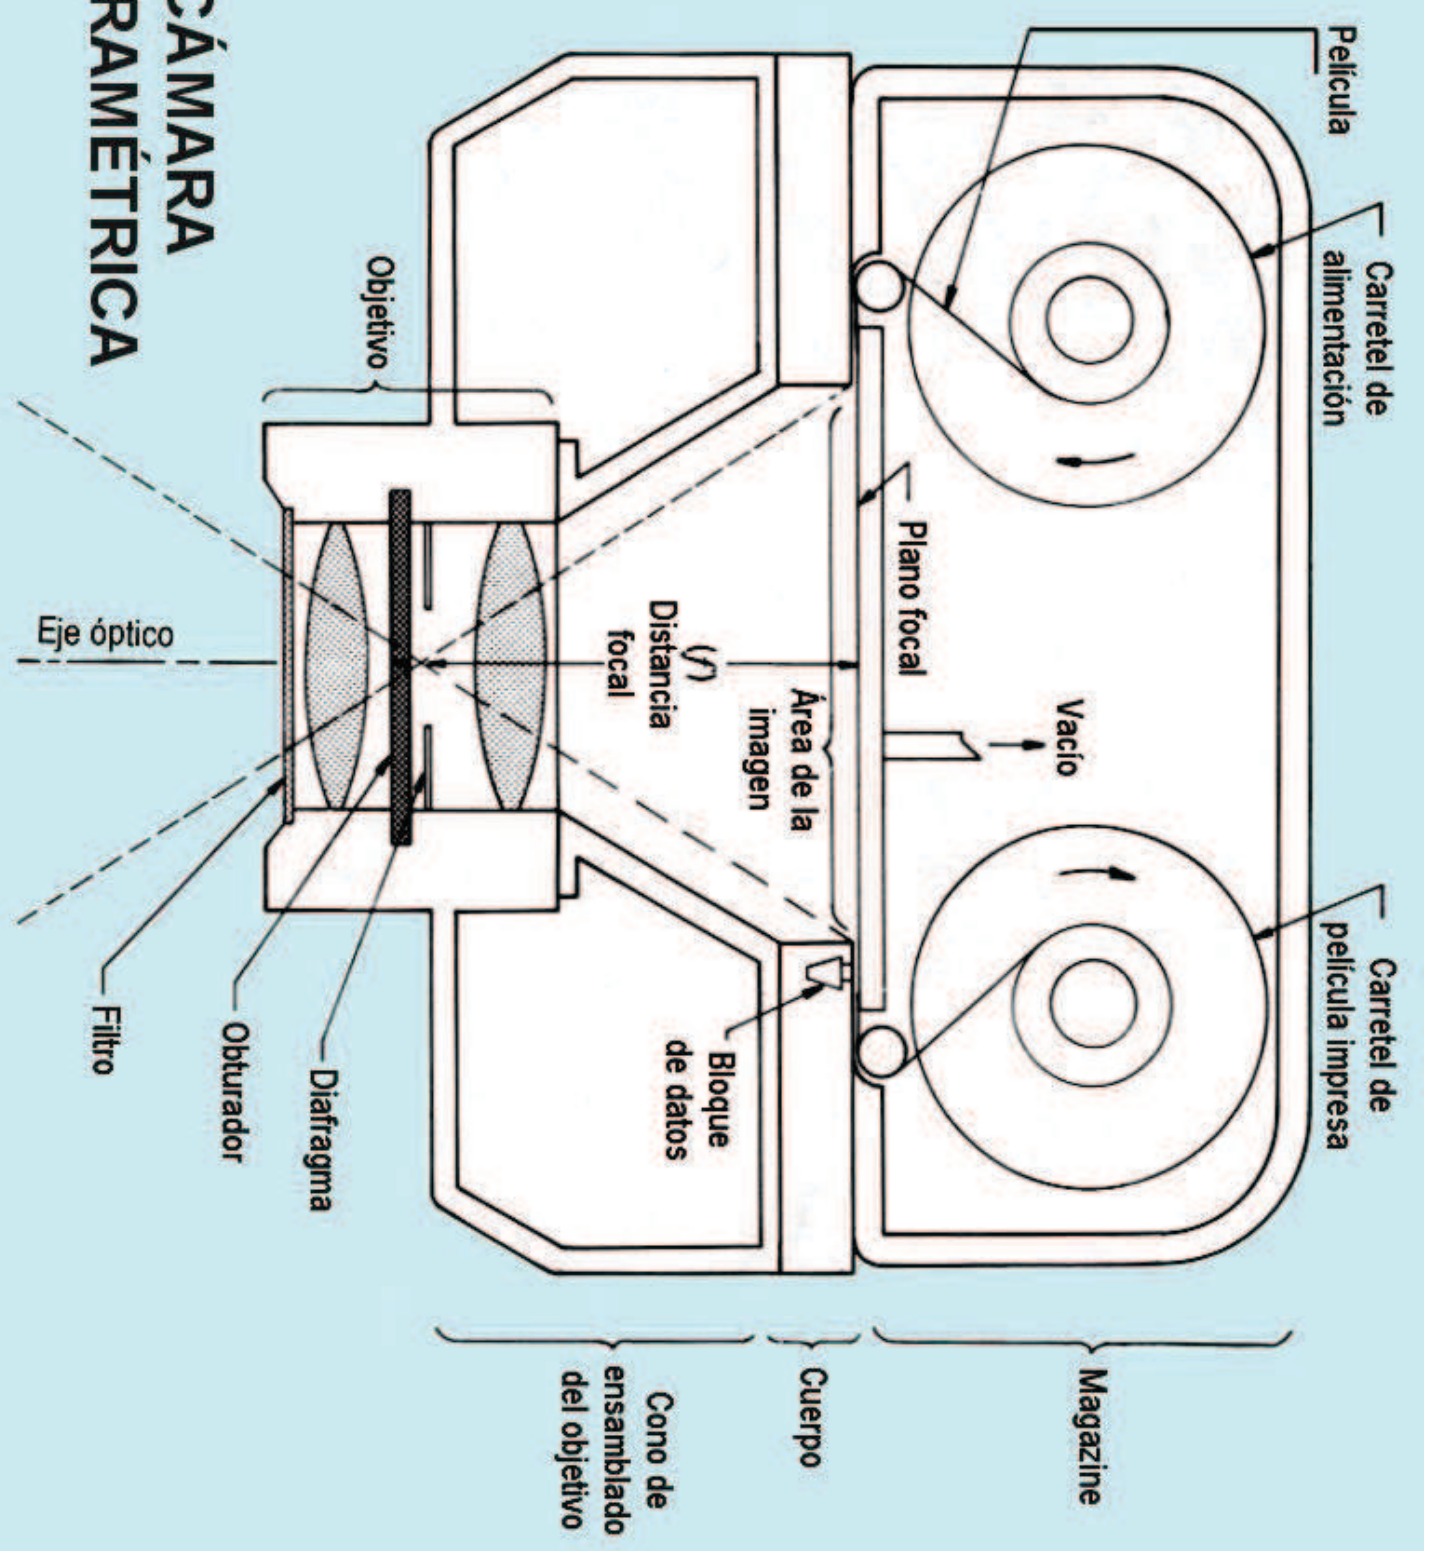 Película
Carretel de
alimentación
Carretel de
película impresa
Vacío
Plano focal
Área de la
imagen
(f)
Distancia
focal
Bloque
de datos
Objetivo
Eje óptico
Diafragma
Obturador
Filtro
Magazine
Cuerpo
Cono de
ensamblado
del objetivo
CÁMARA
RAMÉTRICA